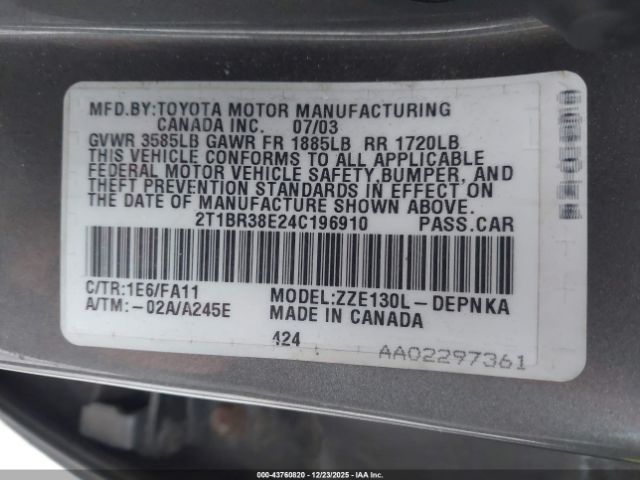 MFD.BY:TOYOTA MOTOR MANUFACTURING
CANADA INC. 07/03
GVWR 3585LB GAWR FR 1885LB RR 1720LB
THIS VEHICLE CONFORMS TO ALL APPLICABLE
FEDERAL MOTOR VEHICLE SAFETY,BUMPER, AND
THEFT PREVENTION STANDARDS IN EFFECT ON
THE DATE OF MANUFACTURE SHOWN ABOVE.
2T1BR38E24C196910 PASS.CAR
C/TR:1E6/FA11 MODEL:ZZE130L-DEPNKA
A/TM:-02A/A245E MADE IN CANADA
424
AA02297361
000-43760820 - 12/23/2025 - IAAI.COM